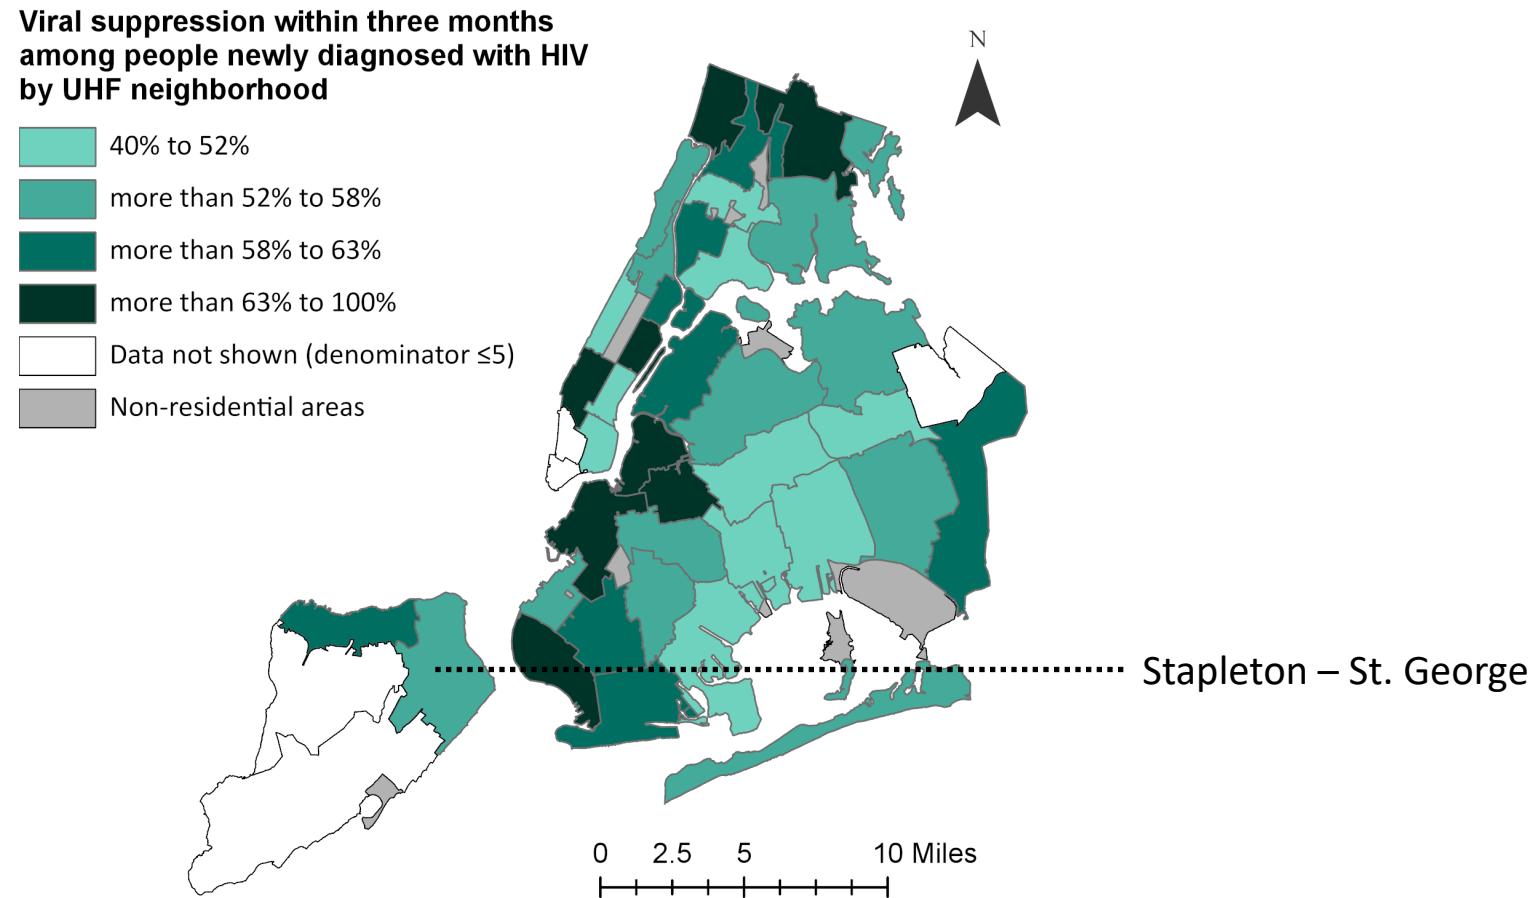 Viral suppression within three months
among people newly diagnosed with HIV
by UHF neighborhood
40% to 52%
more than 52% to 58%
more than 58% to 63%
more than 63% to 100%
Data not shown (denominator ≤5)
Non-residential areas
N
Stapleton – St. George
0 2.5 5 10 Miles